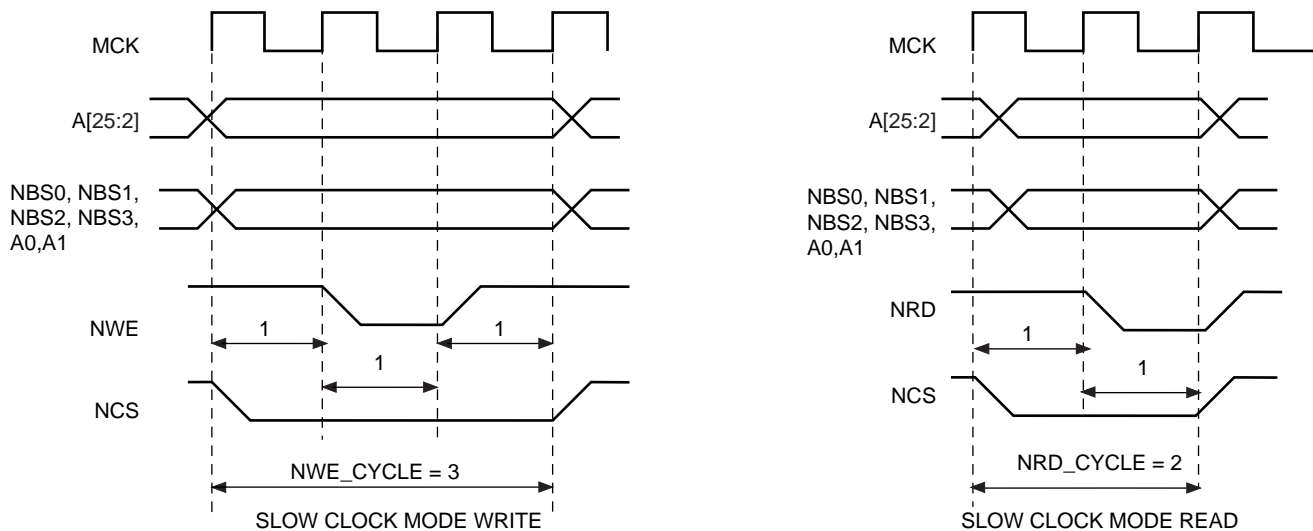 MCK
A[25:2]
NBS0, NBS1,
NBS2, NBS3,
A0,A1
NWE
1
1
1
NCS
NWE_CYCLE = 3
SLOW CLOCK MODE WRITE
MCK
A[25:2]
NBS0, NBS1,
NBS2, NBS3,
A0,A1
NRD
1
1
NCS
NRD_CYCLE = 2
SLOW CLOCK MODE READ